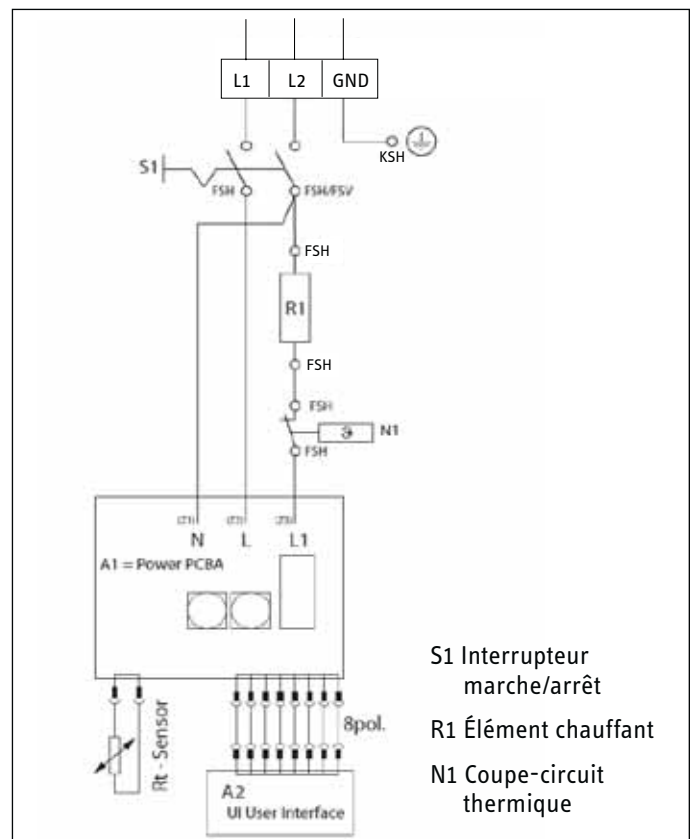 L1 L2 GND
KSH
S1
FSH FSH/FSV
FSH
R1
FSH
FSH
N1
FSH
N L L1
A1 = Power PCBA
Rt - Sensor
8pol.
A2
UI User Interface
S1 Interrupteur
marche/arrêt
R1 Élément chauffant
N1 Coupe-circuit
thermique